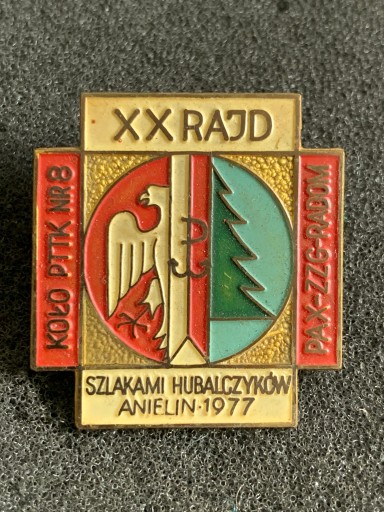 XX RAJD
KOŁO PTTK NR 8
PAX-ZZG-RADOM
SZLAKAMI HUBALCZYKÓW
ANIELIN·1977